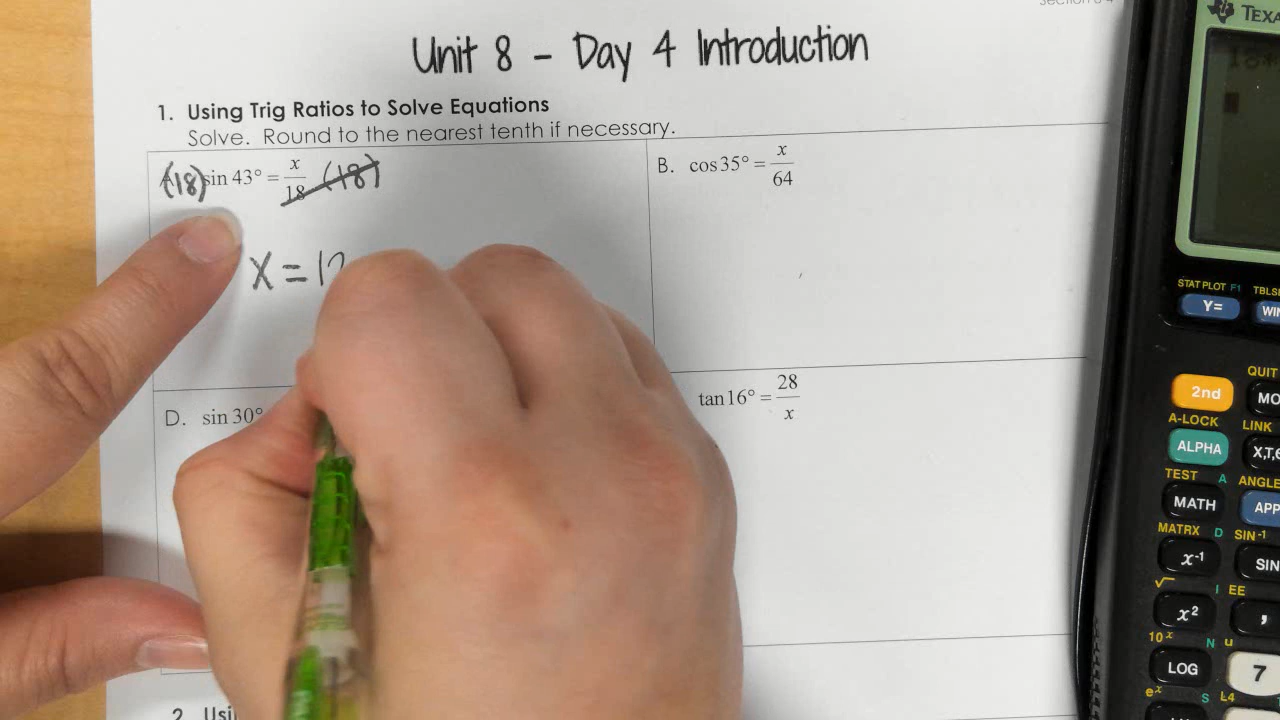 Unit 8 - Day 4 Introduction
1. Using Trig Ratios to Solve Equations
Solve. Round to the nearest tenth if necessary.
(18) sin 43° = x/18 (18)
x = 12
B. cos 35° = x/64
D. sin 30°
tan 16° = 28/x
2.
TEXA
STAT PLOT F1 TBLS
Y= WIN
QUIT
2nd MO
A-LOCK LINK
ALPHA X,T,θ
TEST A ANGLE
MATH APP
MATRX D SIN⁻¹
x⁻¹ SIN
√ I EE
x² ,
10ˣ N u
LOG 7
eˣ S L4